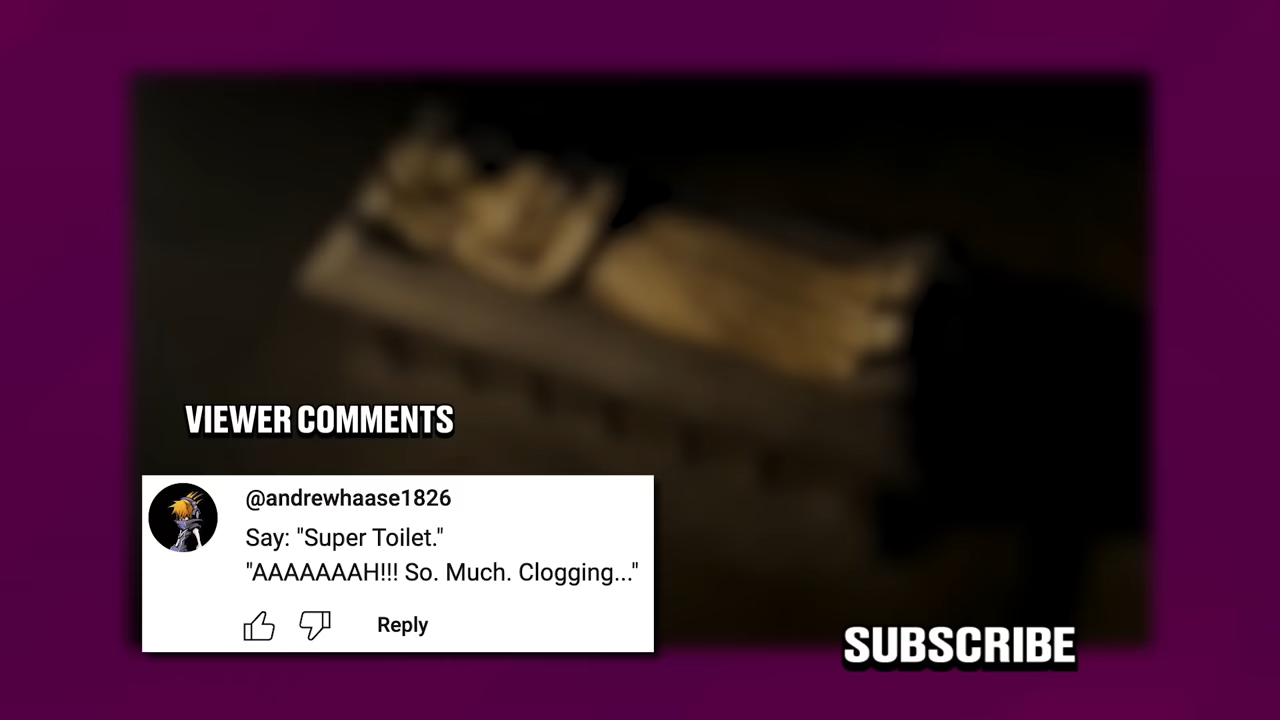 VIEWER COMMENTS
@andrewhaase1826
Say: "Super Toilet."
"AAAAAAAH!!! So. Much. Clogging..."
Reply
SUBSCRIBE